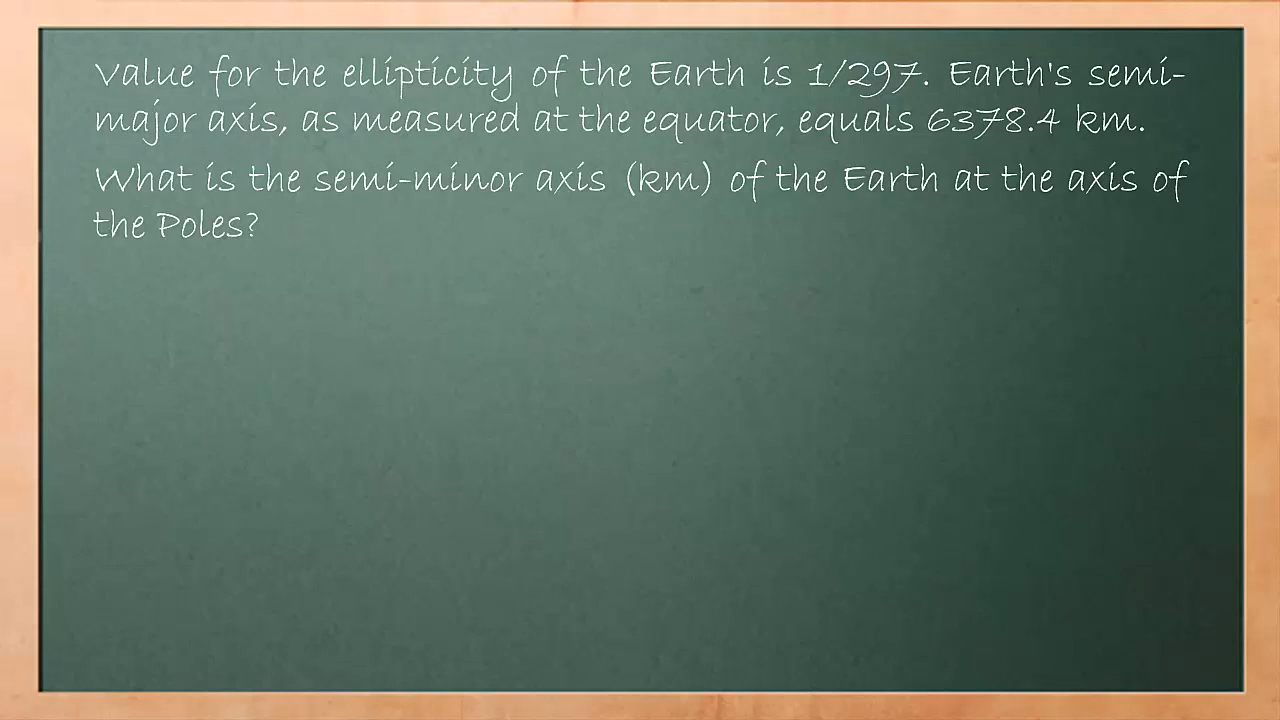 Value for the ellipticity of the Earth is 1/297. Earth's semi-
major axis, as measured at the equator, equals 6378.4 km.
What is the semi-minor axis (km) of the Earth at the axis of
the Poles?